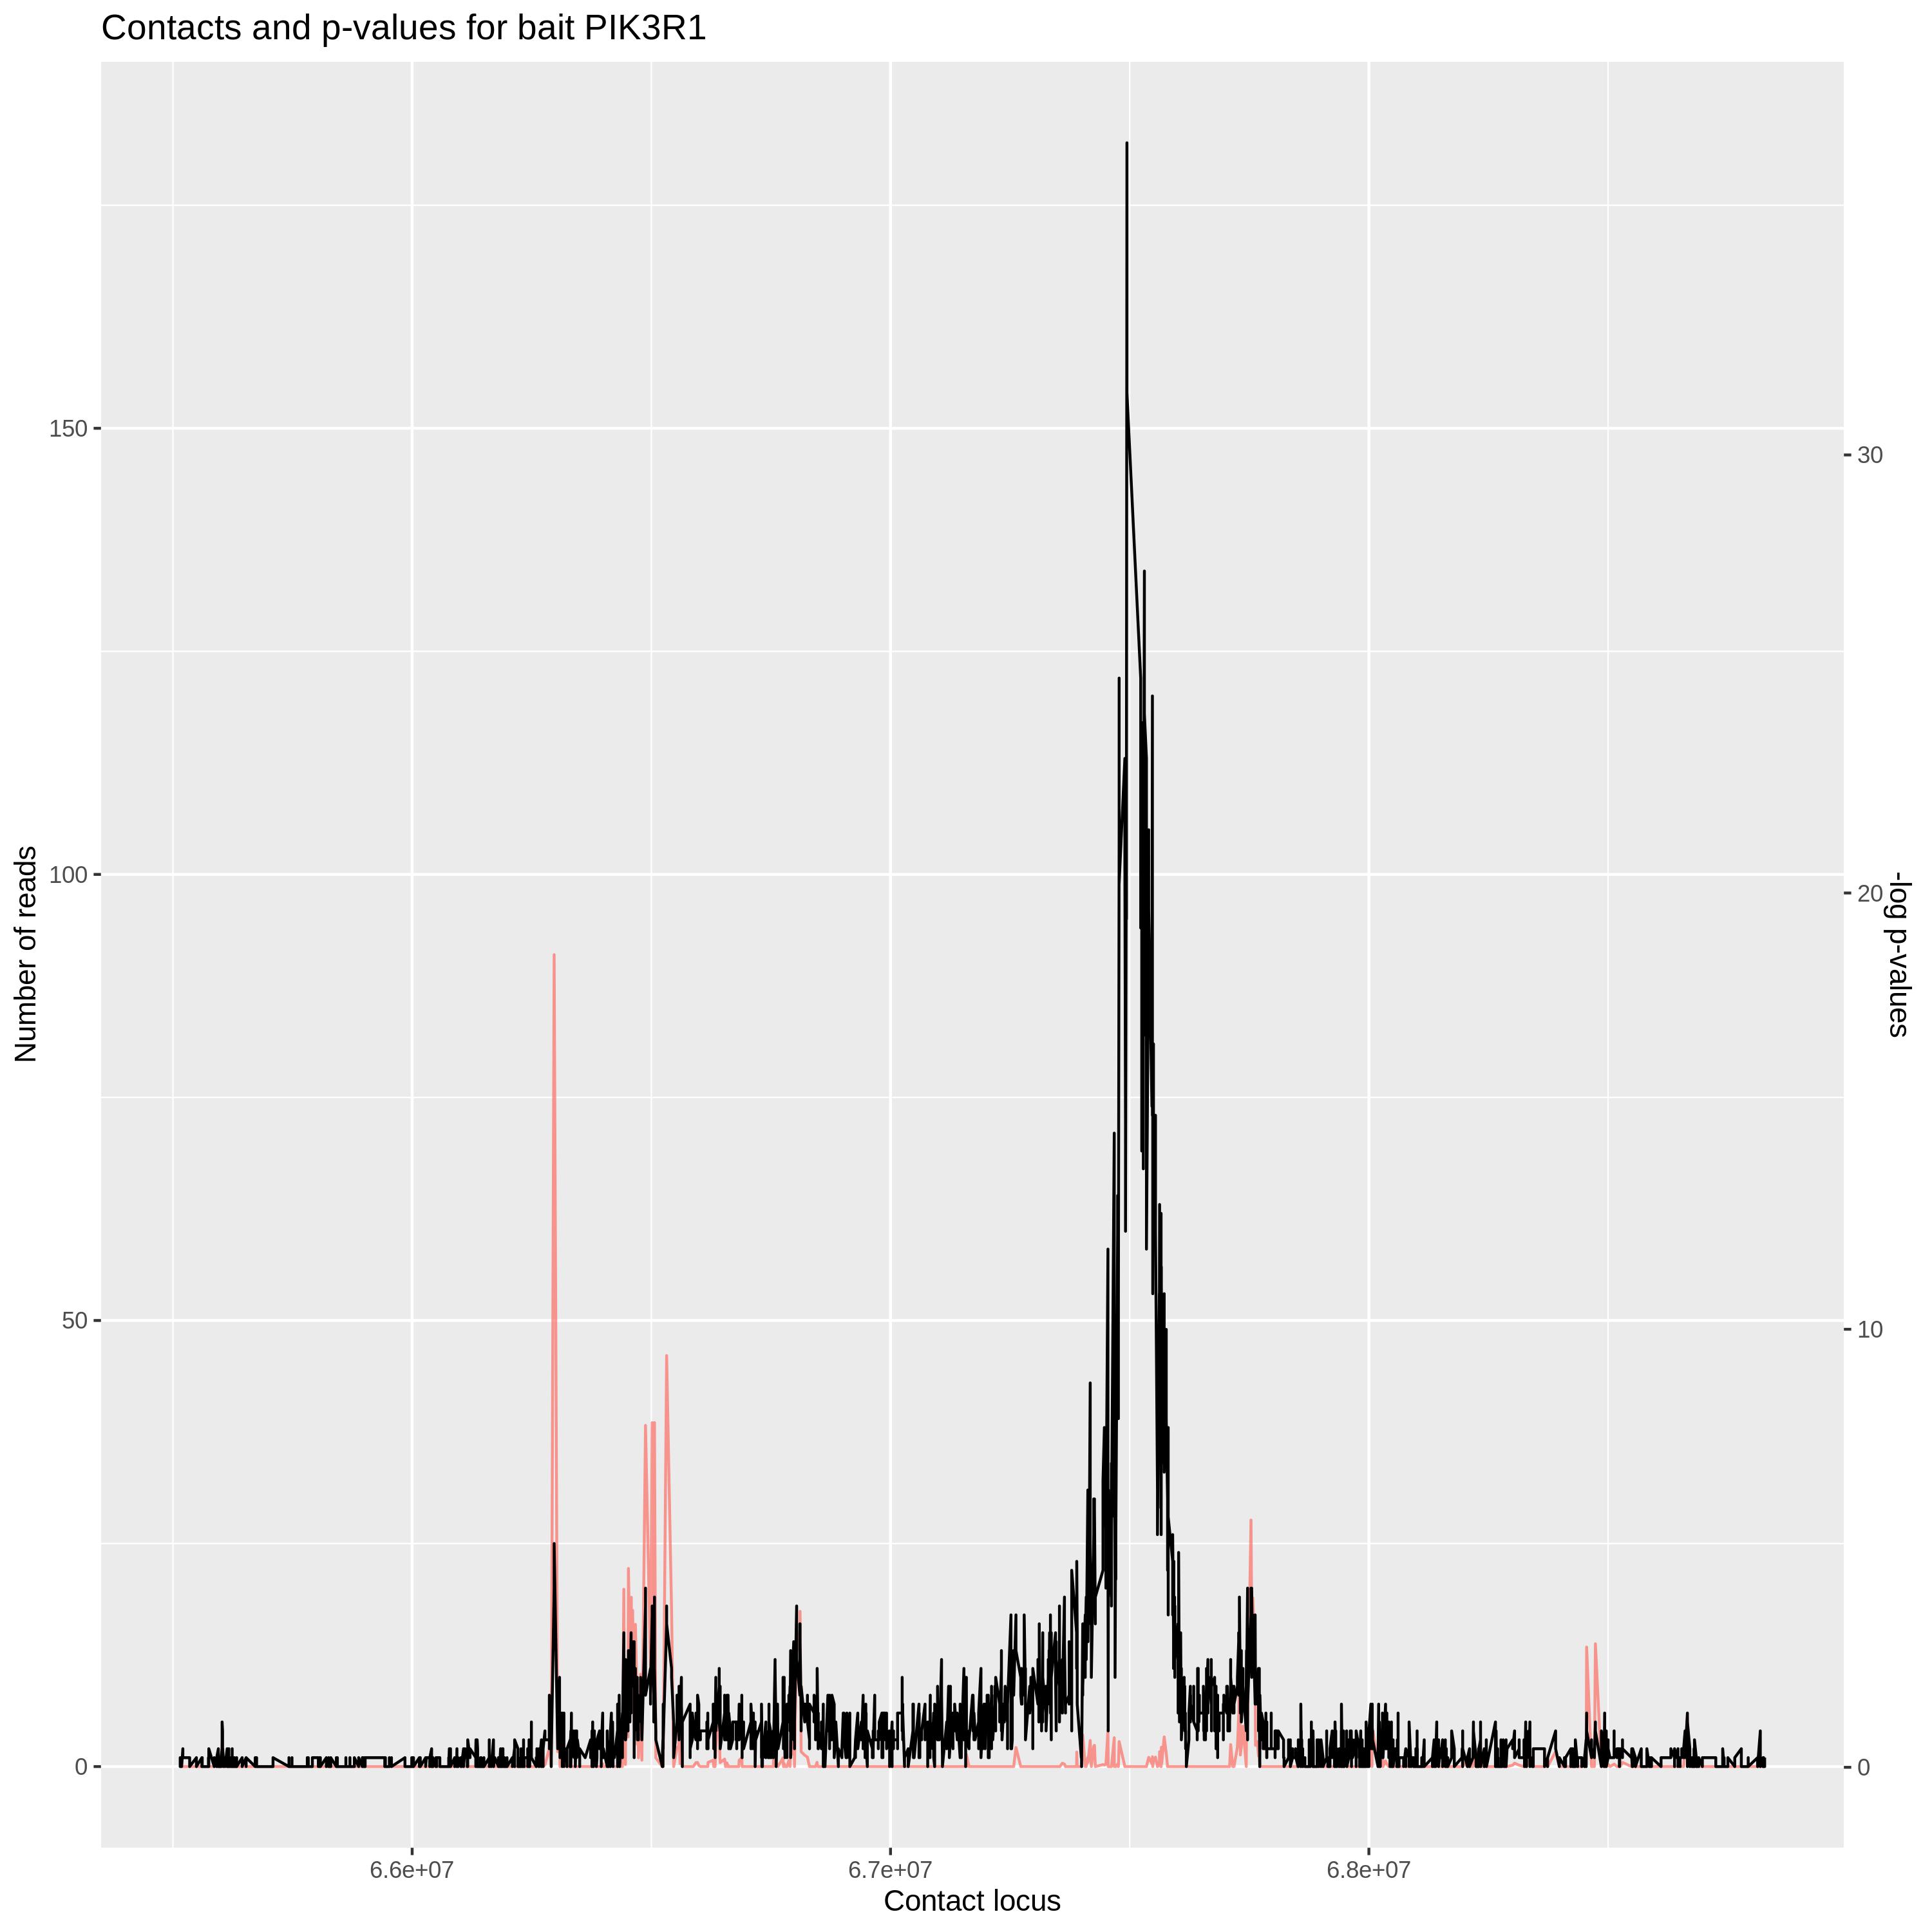 Contacts and p-values for bait PIK3R1
Number of reads
150
100
50
0
30
20
10
0
-log p-values
6.6e+07 6.7e+07 6.8e+07
Contact locus